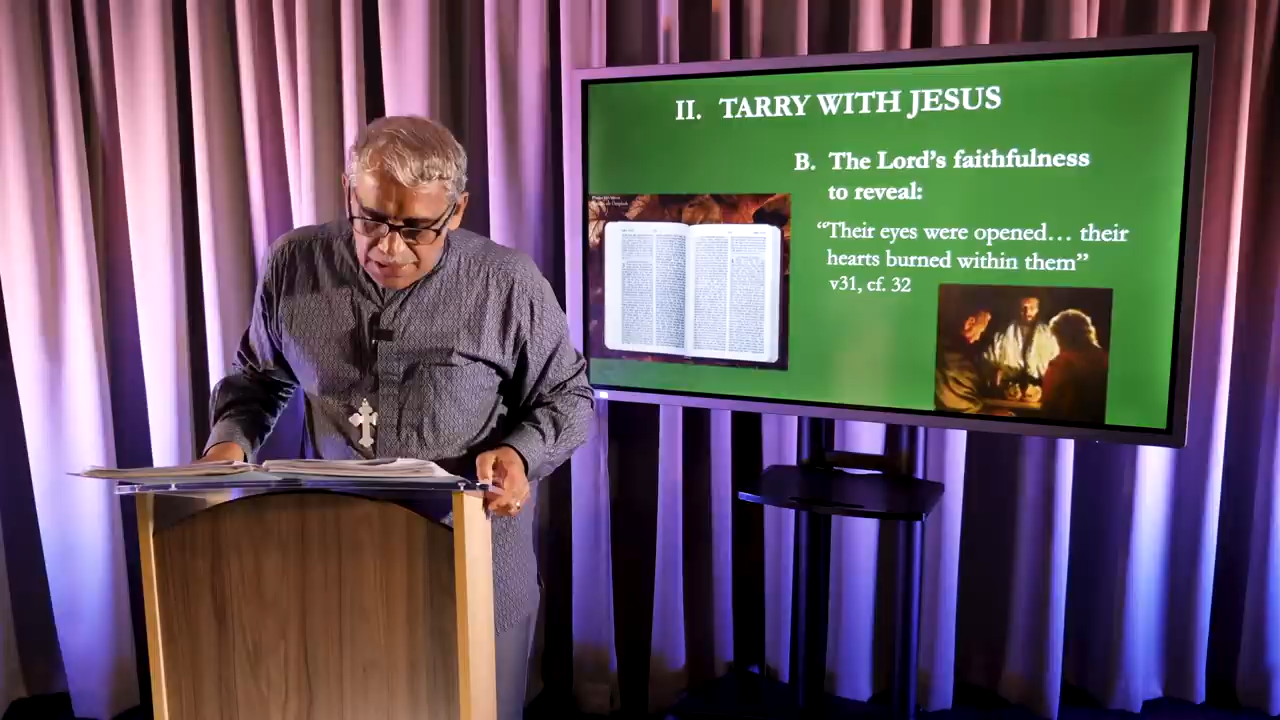 II. TARRY WITH JESUS
B. The Lord's faithfulness
to reveal:
“Their eyes were opened… their
hearts burned within them”
v31, cf. 32